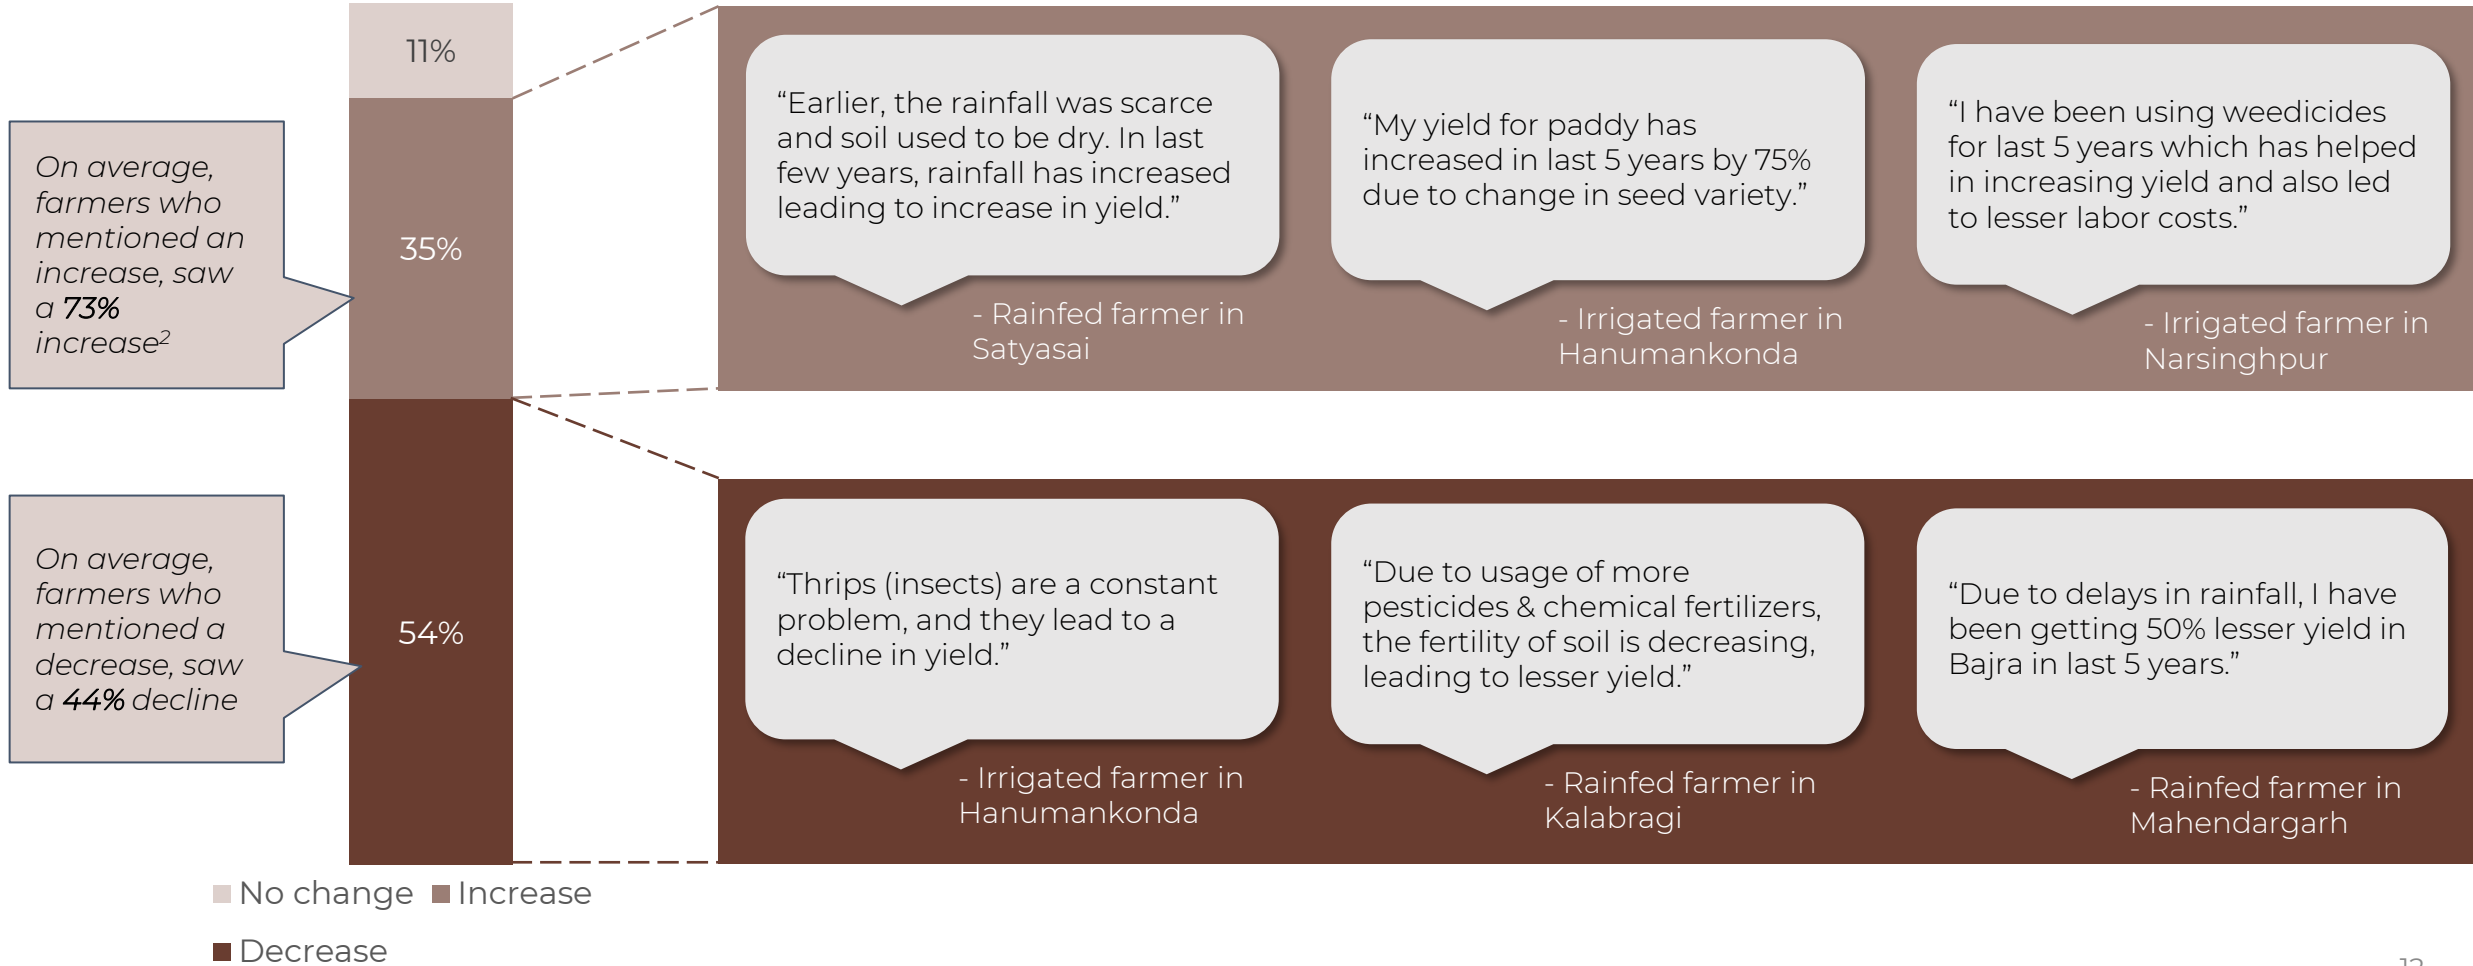 11%
35%
54%
On average,
farmers who
mentioned an
increase, saw
a 73%
increase²
On average,
farmers who
mentioned a
decrease, saw
a 44% decline
“Earlier, the rainfall was scarce
and soil used to be dry. In last
few years, rainfall has increased
leading to increase in yield.”
- Rainfed farmer in
Satyasai
“My yield for paddy has
increased in last 5 years by 75%
due to change in seed variety.”
- Irrigated farmer in
Hanumankonda
“I have been using weedicides
for last 5 years which has helped
in increasing yield and also led
to lesser labor costs.”
- Irrigated farmer in
Narsinghpur
“Thrips (insects) are a constant
problem, and they lead to a
decline in yield.”
- Irrigated farmer in
Hanumankonda
“Due to usage of more
pesticides & chemical fertilizers,
the fertility of soil is decreasing,
leading to lesser yield.”
- Rainfed farmer in
Kalabragi
“Due to delays in rainfall, I have
been getting 50% lesser yield in
Bajra in last 5 years.”
- Rainfed farmer in
Mahendargarh
No change Increase
Decrease